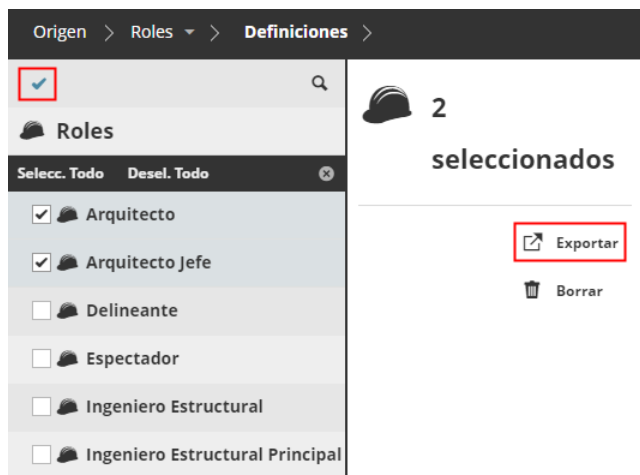 Origen > Roles > Definiciones >
Roles
Selecc. Todo Desel. Todo
Arquitecto
Arquitecto Jefe
Delineante
Espectador
Ingeniero Estructural
Ingeniero Estructural Principal
2
seleccionados
Exportar
Borrar